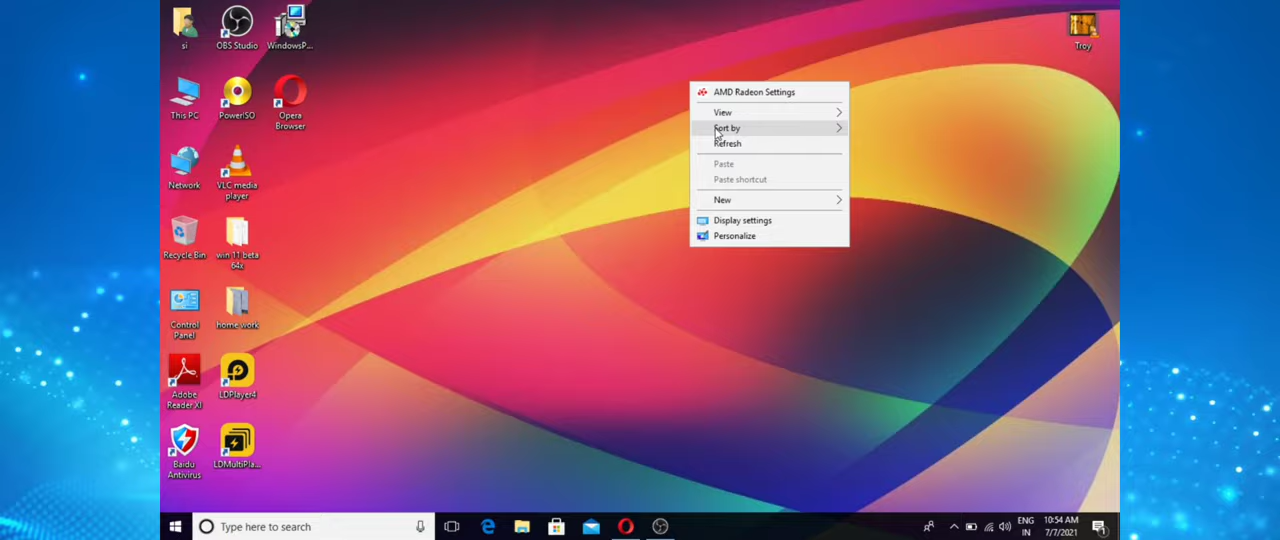 si
OBS Studio
WindowsP...
Troy
This PC
PowerISO
Opera
Browser
Network
VLC media
player
Recycle Bin
win 11 beta
64x
Control
Panel
home work
Adobe
Reader XI
LDPlayer4
Baidu
Antivirus
LDMultiPla...
AMD Radeon Settings
View
Sort by
Refresh
Paste
Paste shortcut
New
Display settings
Personalize
Type here to search
ENG
IN
10:54 AM
7/7/2021
1